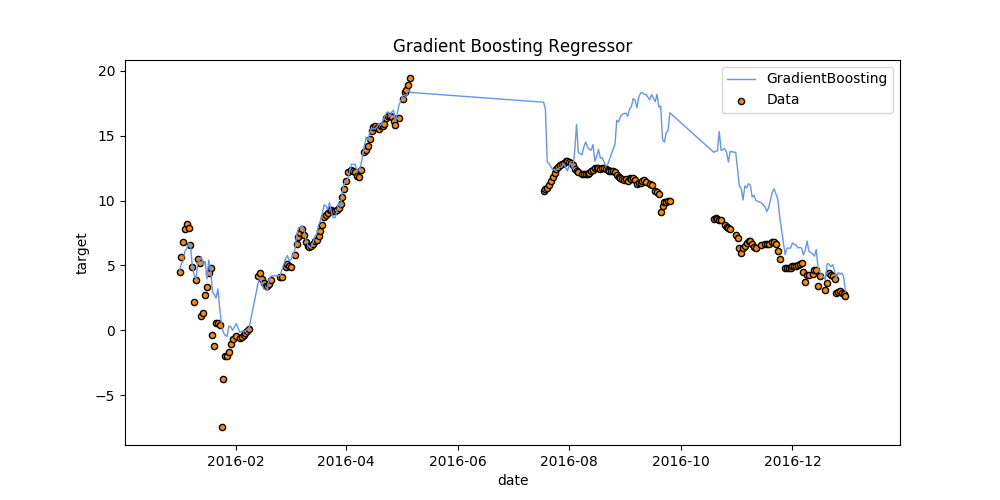 Gradient Boosting Regressor
GradientBoosting
Data
target
20
15
10
5
0
−5
2016-02
2016-04
2016-06
2016-08
2016-10
2016-12
date